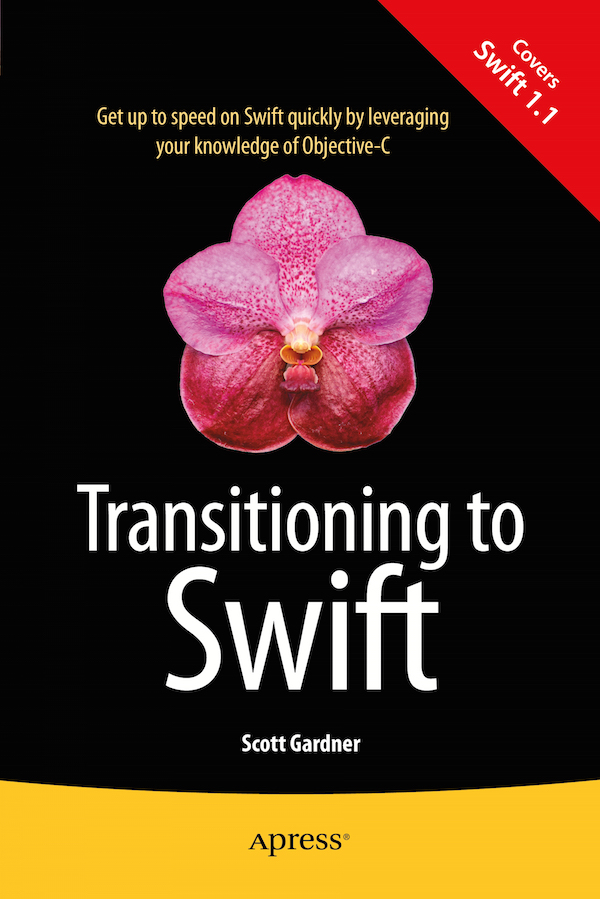 Covers
Swift 1.1
Get up to speed on Swift quickly by leveraging
your knowledge of Objective-C
Transitioning to
Swift
Scott Gardner
Apress®